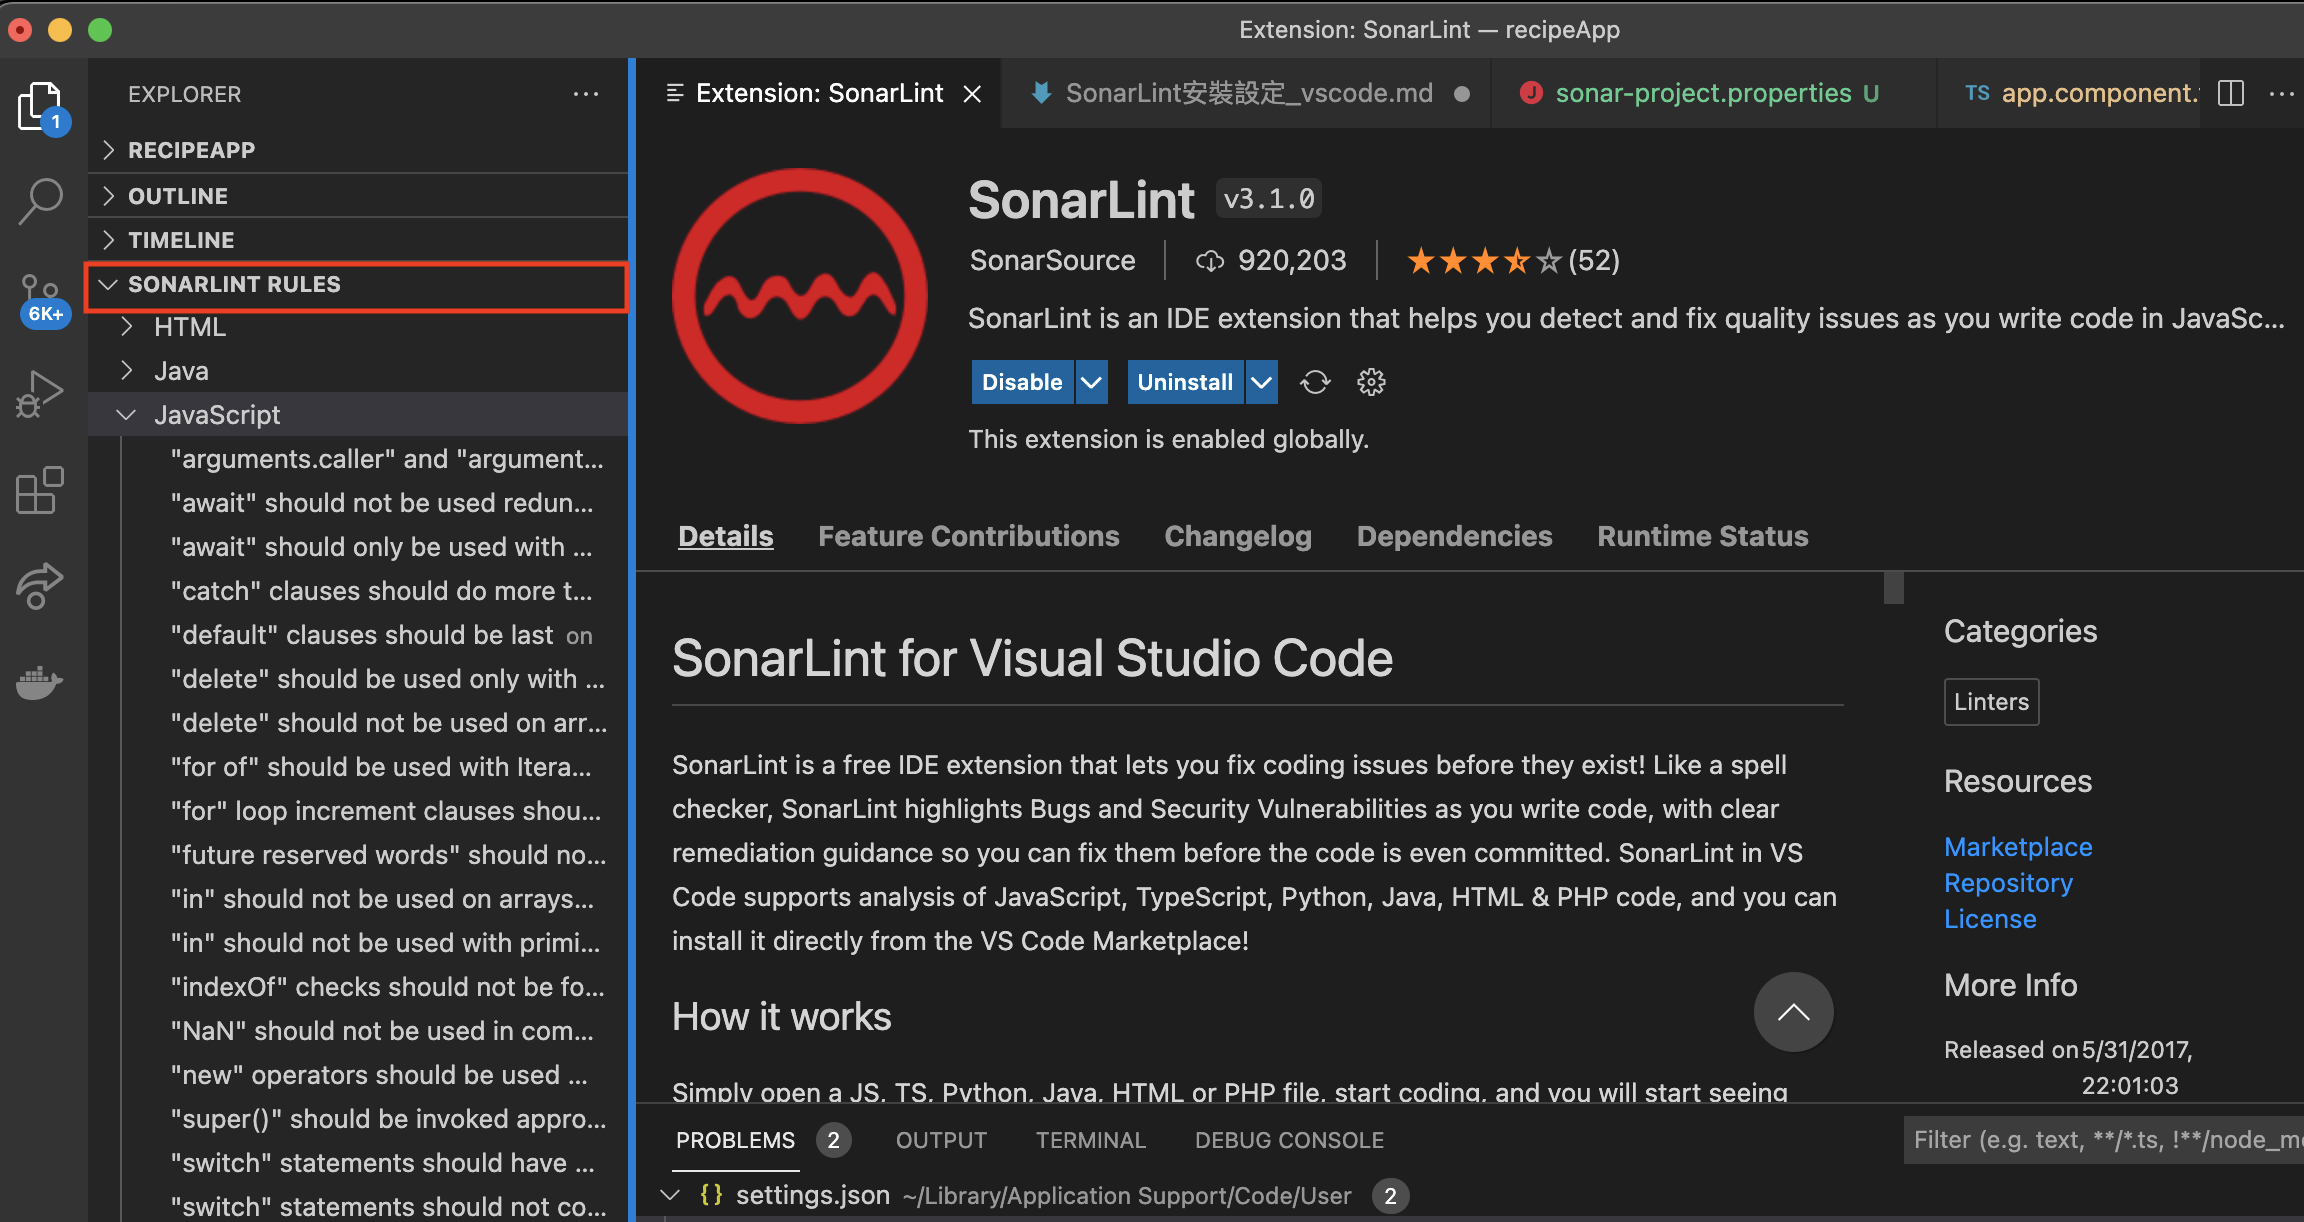 Extension: SonarLint — recipeApp
EXPLORER
1
RECIPEAPP
OUTLINE
TIMELINE
SONARLINT RULES
6K+
HTML
Java
JavaScript
"arguments.caller" and "argument...
"await" should not be used redun...
"await" should only be used with ...
"catch" clauses should do more t...
"default" clauses should be last on
"delete" should be used only with ...
"delete" should not be used on arr...
"for of" should be used with Itera...
"for" loop increment clauses shou...
"future reserved words" should no...
"in" should not be used on arrays...
"in" should not be used with primi...
"indexOf" checks should not be fo...
"NaN" should not be used in com...
"new" operators should be used ...
"super()" should be invoked appro...
"switch" statements should have ...
"switch" statements should not co...
Extension: SonarLint
SonarLint安裝設定_vscode.md
J sonar-project.properties U
TS app.component.
SonarLint v3.1.0
SonarSource 920,203 (52)
SonarLint is an IDE extension that helps you detect and fix quality issues as you write code in JavaSc...
Disable Uninstall
This extension is enabled globally.
Details Feature Contributions Changelog Dependencies Runtime Status
SonarLint for Visual Studio Code
SonarLint is a free IDE extension that lets you fix coding issues before they exist! Like a spell
checker, SonarLint highlights Bugs and Security Vulnerabilities as you write code, with clear
remediation guidance so you can fix them before the code is even committed. SonarLint in VS
Code supports analysis of JavaScript, TypeScript, Python, Java, HTML & PHP code, and you can
install it directly from the VS Code Marketplace!
How it works
Simply open a JS, TS, Python, Java, HTML or PHP file, start coding, and you will start seeing
Categories
Linters
Resources
Marketplace
Repository
License
More Info
Released on 5/31/2017,
22:01:03
PROBLEMS 2 OUTPUT TERMINAL DEBUG CONSOLE
Filter (e.g. text, **/*.ts, !**/node_m
{} settings.json ~/Library/Application Support/Code/User 2